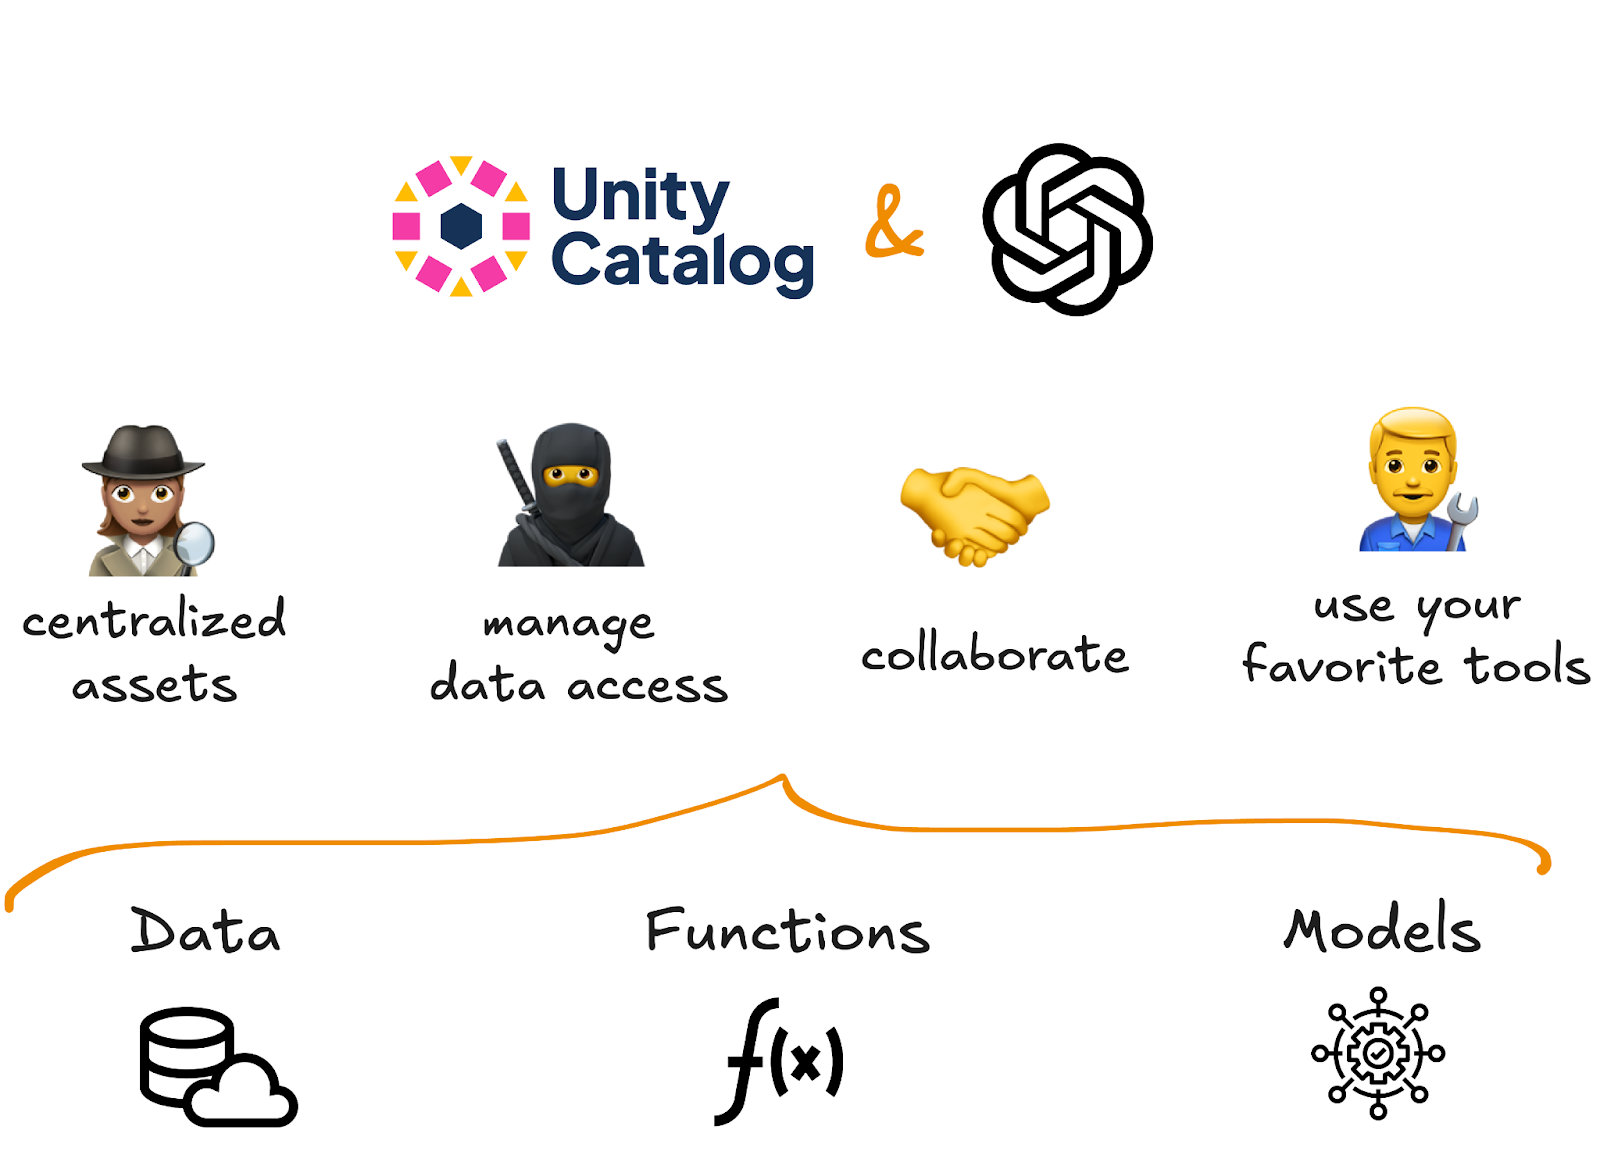 Unity
Catalog
&
centralized
assets
manage
data access
collaborate
use your
favorite tools
Data
Functions
Models
f(x)